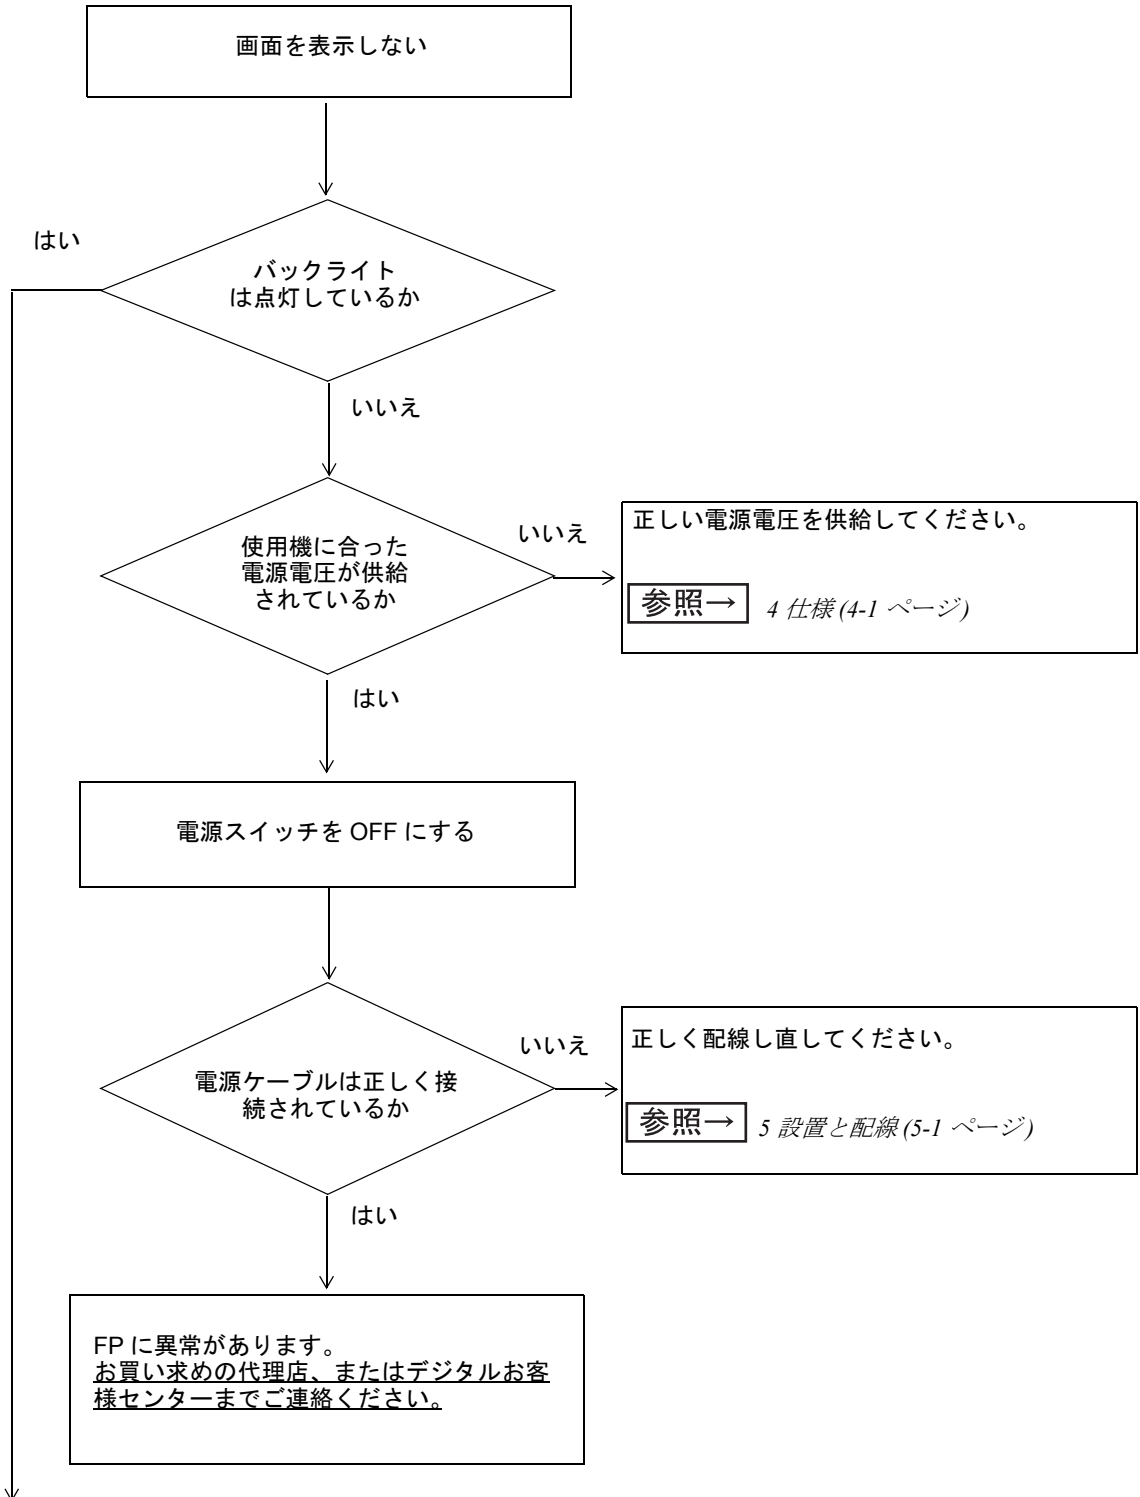 画面を表示しない
はい
バックライト
は点灯しているか
いいえ
使用機に合った
電源電圧が供給
されているか
いいえ
正しい電源電圧を供給してください。
参照→ 4 仕様 (4-1 ページ)
はい
電源スイッチを OFF にする
電源ケーブルは正しく接
続されているか
いいえ
正しく配線し直してください。
参照→ 5 設置と配線 (5-1 ページ)
はい
FP に異常があります。
お買い求めの代理店、またはデジタルお客
様センターまでご連絡ください。